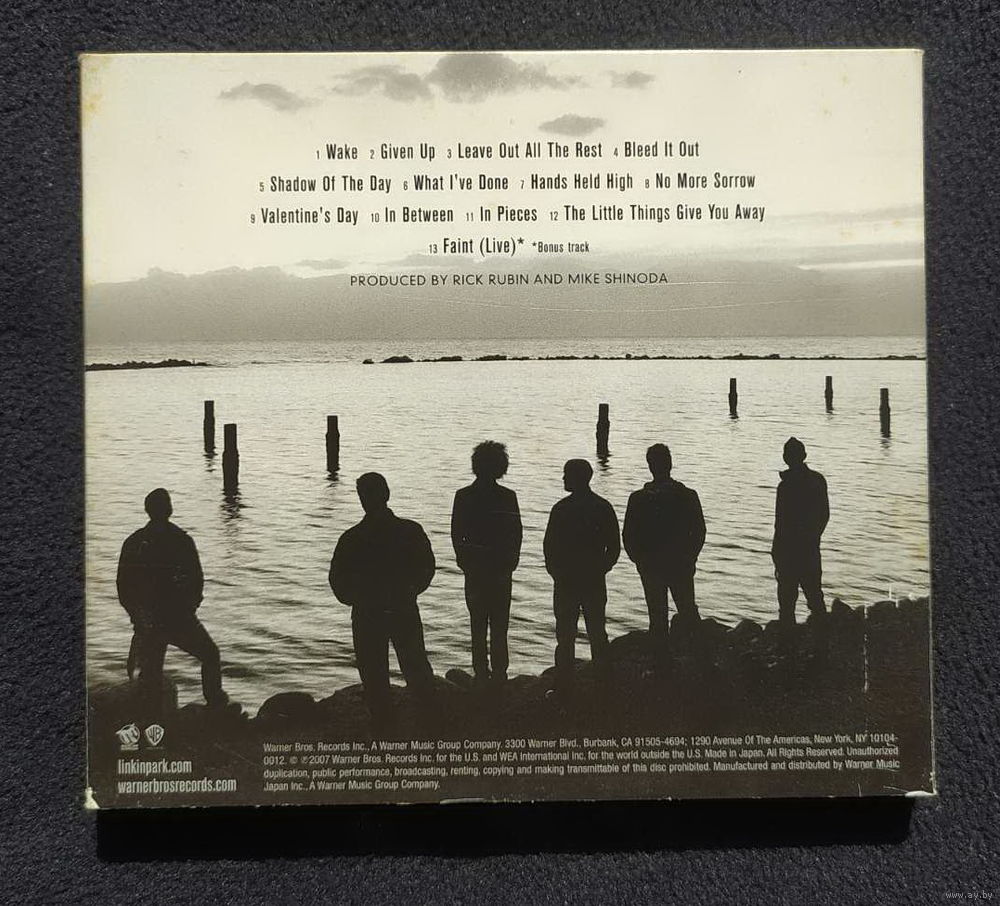 1 Wake 2 Given Up 3 Leave Out All The Rest 4 Bleed It Out
5 Shadow Of The Day 6 What I've Done 7 Hands Held High 8 No More Sorrow
9 Valentine's Day 10 In Between 11 In Pieces 12 The Little Things Give You Away
13 Faint (Live)* *Bonus track
PRODUCED BY RICK RUBIN AND MIKE SHINODA
WB
linkinpark.com
warnerbrosrecords.com
Warner Bros. Records Inc., A Warner Music Group Company. 3300 Warner Blvd., Burbank, CA 91505-4694; 1290 Avenue Of The Americas, New York, NY 10104-
0012. © ℗2007 Warner Bros. Records Inc. for the U.S. and WEA International Inc. for the world outside the U.S. Made in Japan. All Rights Reserved. Unauthorized
duplication, public performance, broadcasting, renting, copying and making transmittable of this disc prohibited. Manufactured and distributed by Warner Music
Japan Inc., A Warner Music Group Company.
www.ay.by